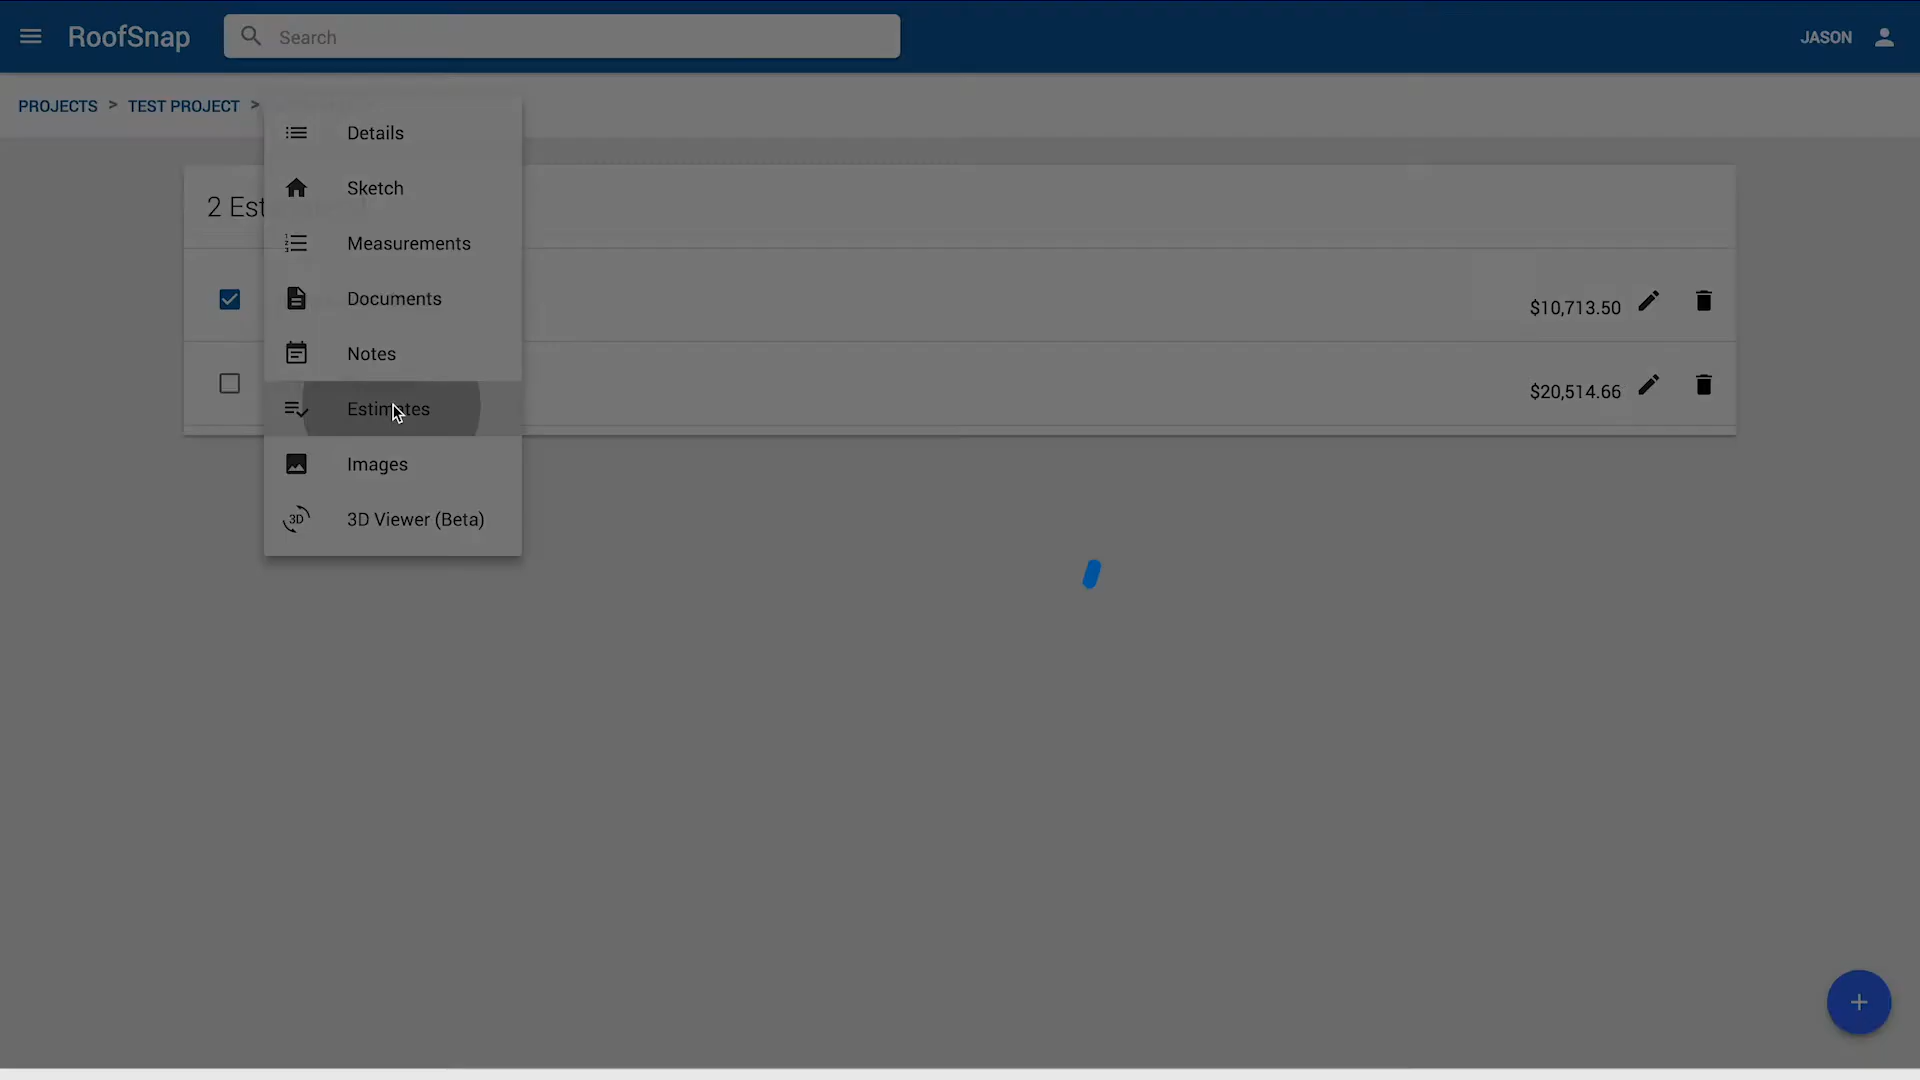 RoofSnap
Search
JASON
PROJECTS > TEST PROJECT >
Details
Sketch
2 Est
Measurements
Documents
$10,713.50
Notes
$20,514.66
Estimates
Images
3D
3D Viewer (Beta)
+